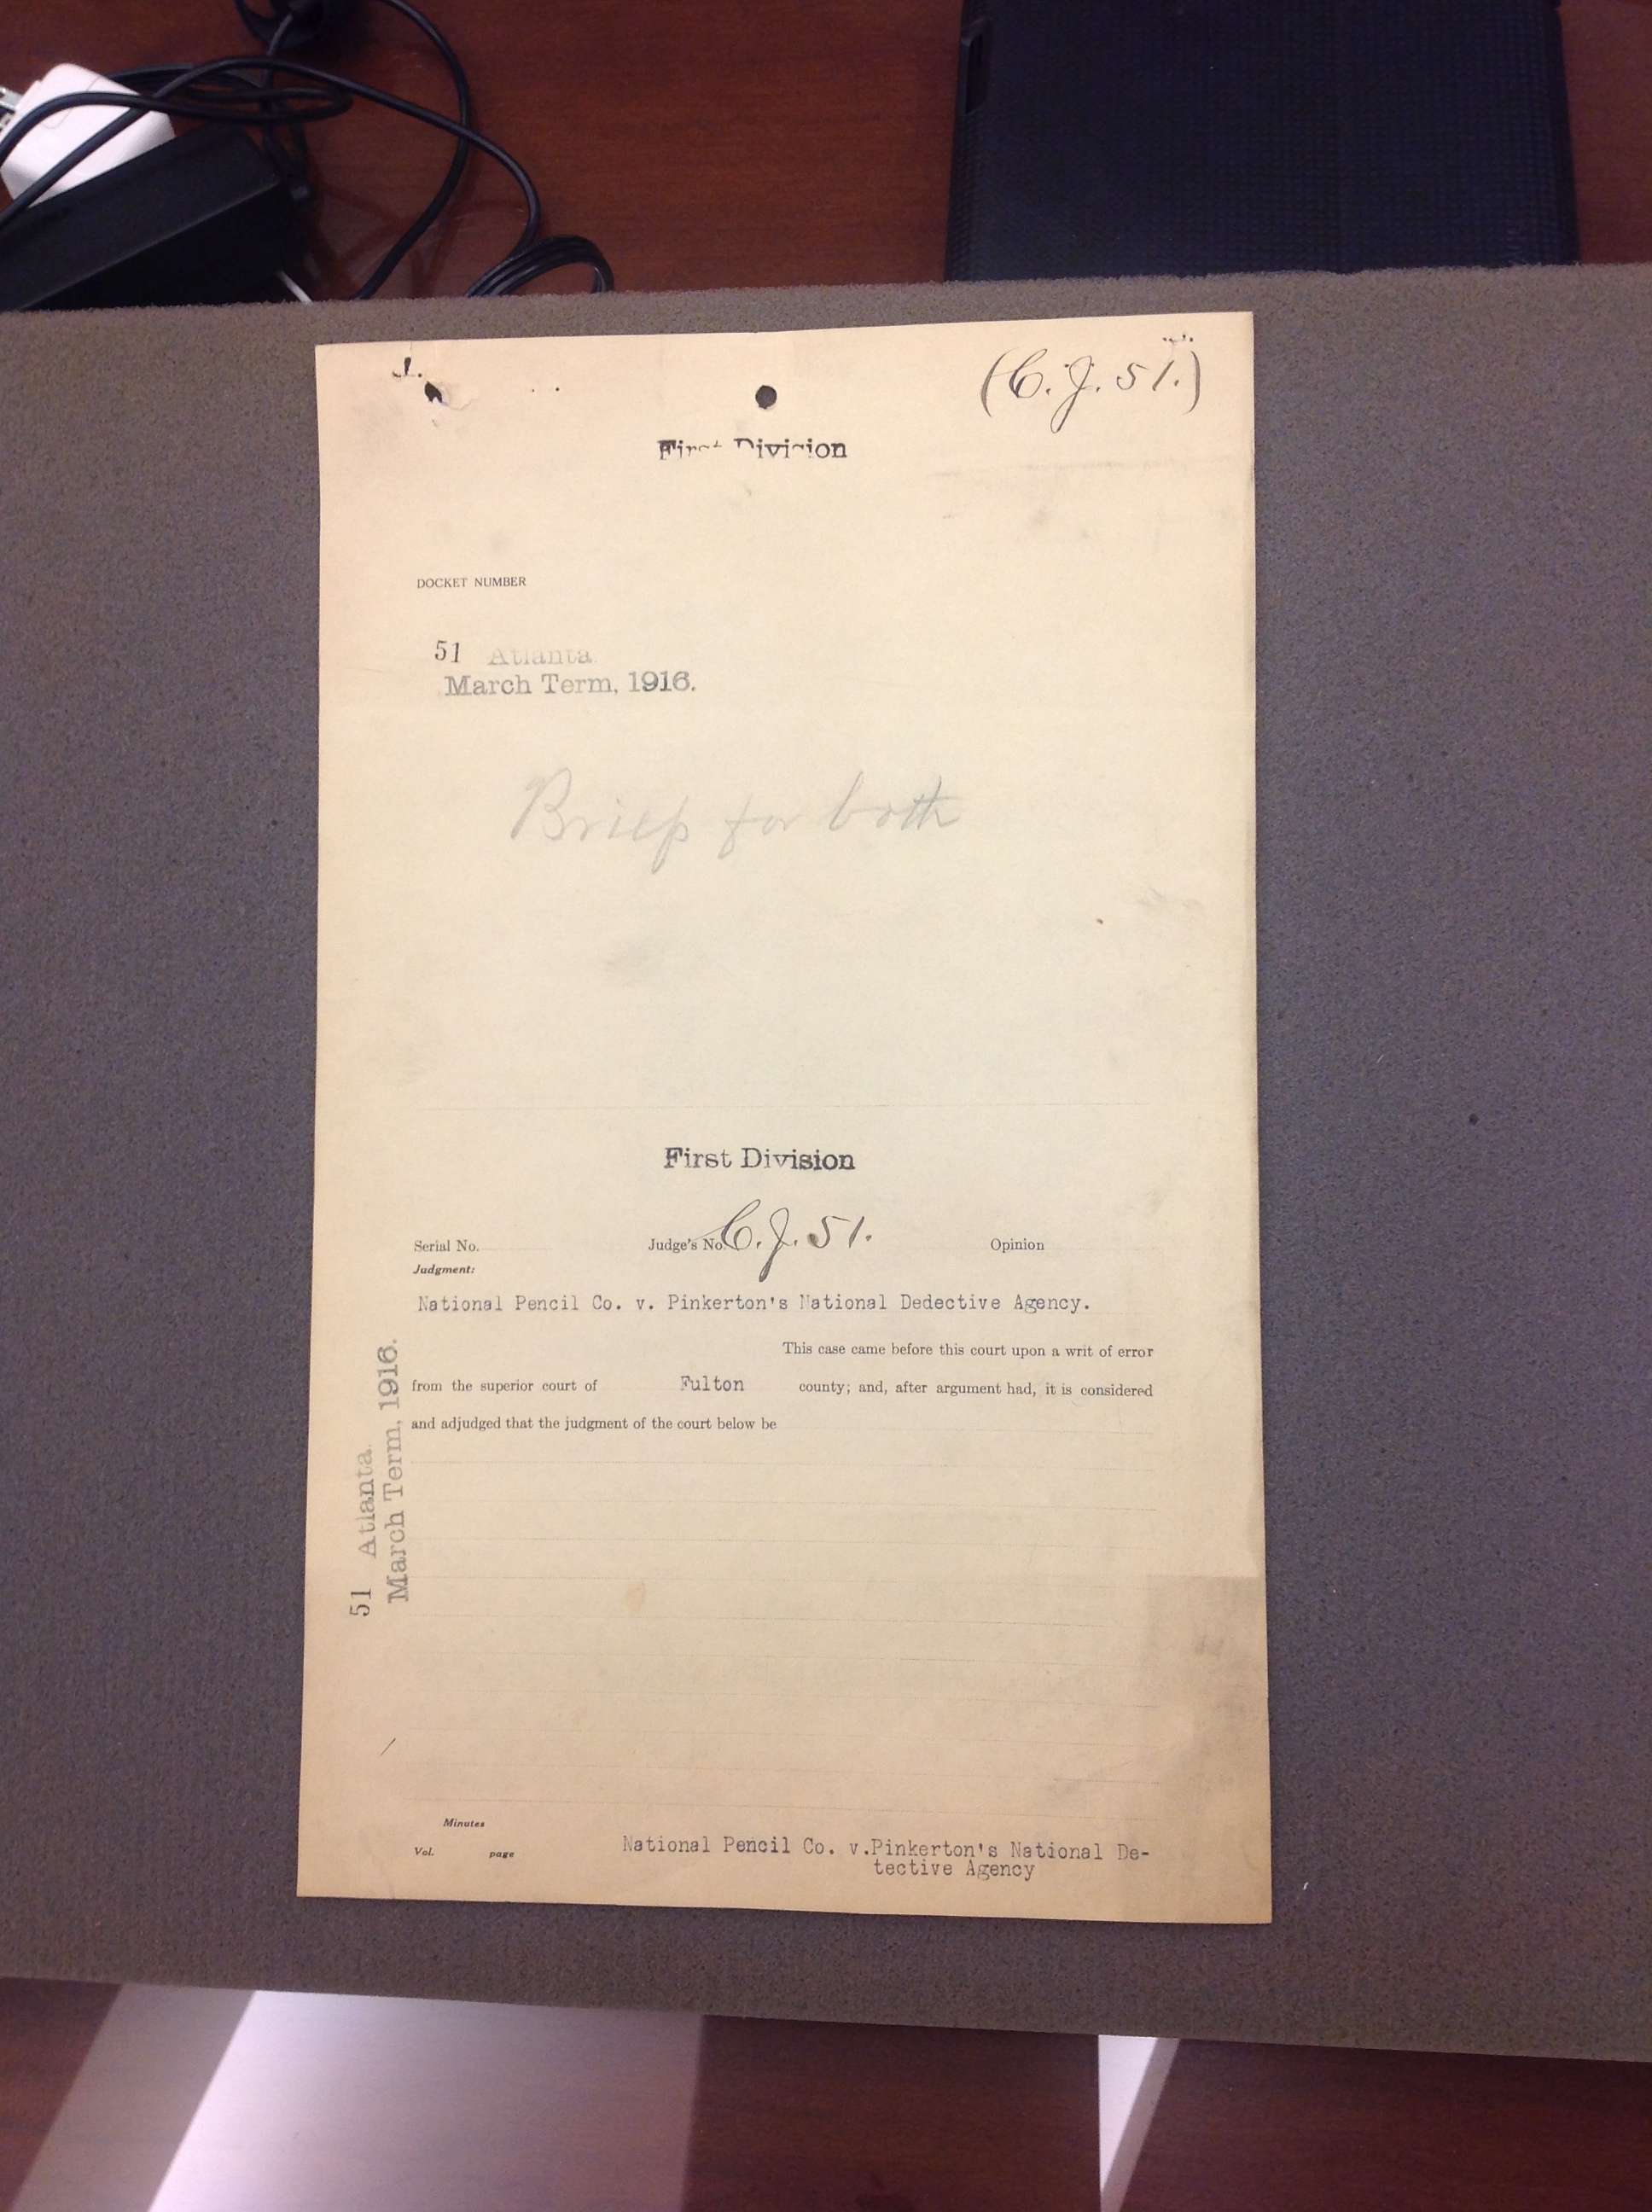 (C. J. 51.)
First Division
DOCKET NUMBER
51 Atlanta
March Term, 1916.
Brief for both
First Division
Serial No. Judge's No. C. J. 51. Opinion
Judgment:
National Pencil Co. v. Pinkerton's National Dedective Agency.
This case came before this court upon a writ of error
from the superior court of Fulton county; and, after argument had, it is considered
and adjudged that the judgment of the court below be
51 Atlanta
March Term, 1916.
Minutes
Vol. page
National Pencil Co. v.Pinkerton's National De-
tective Agency